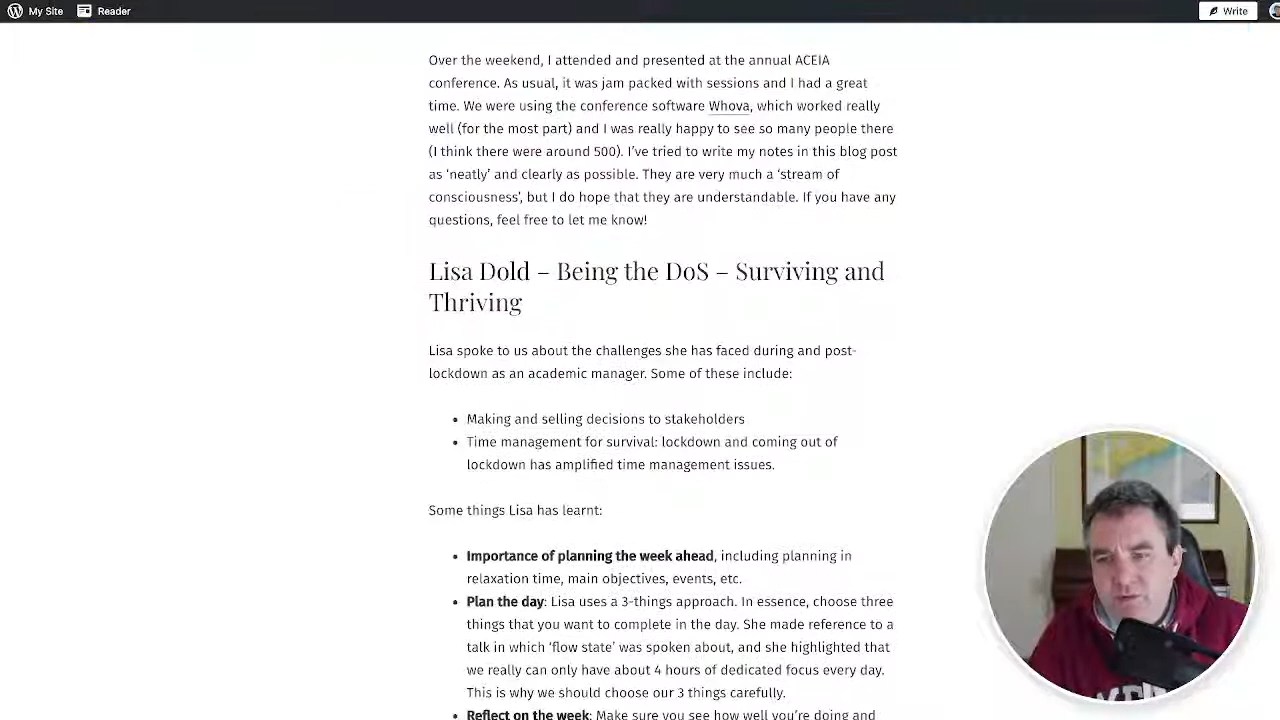 My Site Reader Write
Over the weekend, I attended and presented at the annual ACEIA
conference. As usual, it was jam packed with sessions and I had a great
time. We were using the conference software Whova, which worked really
well (for the most part) and I was really happy to see so many people there
(I think there were around 500). I’ve tried to write my notes in this blog post
as ‘neatly’ and clearly as possible. They are very much a ‘stream of
consciousness’, but I do hope that they are understandable. If you have any
questions, feel free to let me know!
Lisa Dold – Being the DoS – Surviving and
Thriving
Lisa spoke to us about the challenges she has faced during and post-
lockdown as an academic manager. Some of these include:
• Making and selling decisions to stakeholders
• Time management for survival: lockdown and coming out of
lockdown has amplified time management issues.
Some things Lisa has learnt:
• Importance of planning the week ahead, including planning in
relaxation time, main objectives, events, etc.
• Plan the day: Lisa uses a 3-things approach. In essence, choose three
things that you want to complete in the day. She made reference to a
talk in which ‘flow state’ was spoken about, and she highlighted that
we really can only have about 4 hours of dedicated focus every day.
This is why we should choose our 3 things carefully.
• Reflect on the week: Make sure you see how well you’re doing and